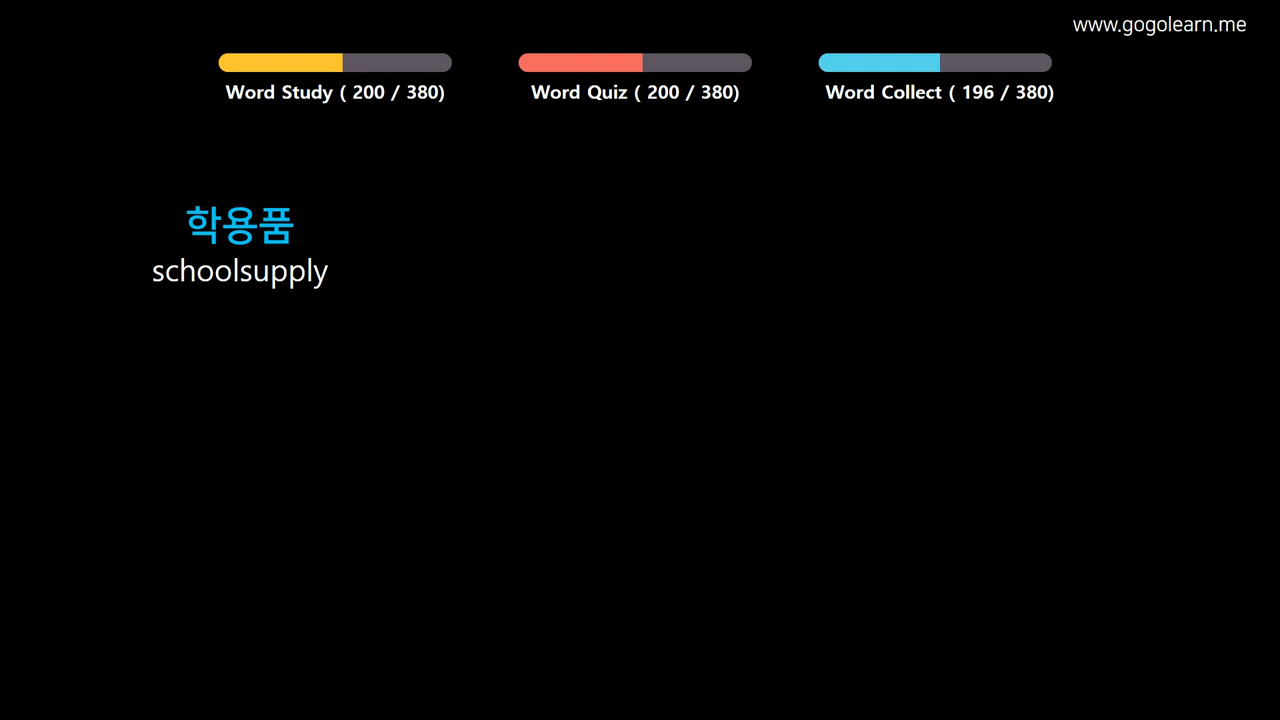 www.gogolearn.me
Word Study ( 200 / 380)
Word Quiz ( 200 / 380)
Word Collect ( 196 / 380)
학용품
schoolsupply